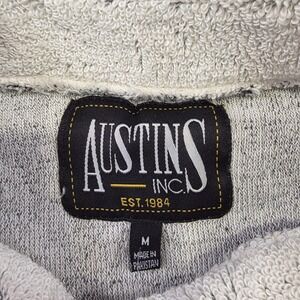 AUSTINS
INC.
EST. 1984
M
MADE IN
PAKISTAN